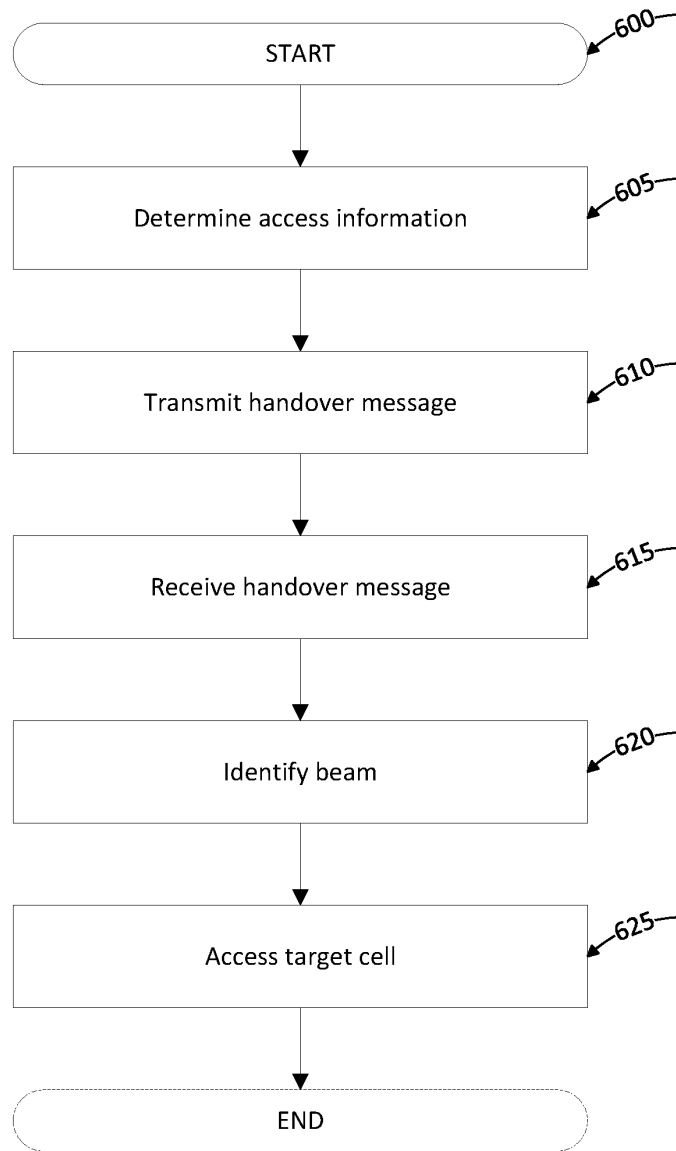 START
600
Determine access information
605
Transmit handover message
610
Receive handover message
615
Identify beam
620
Access target cell
625
END